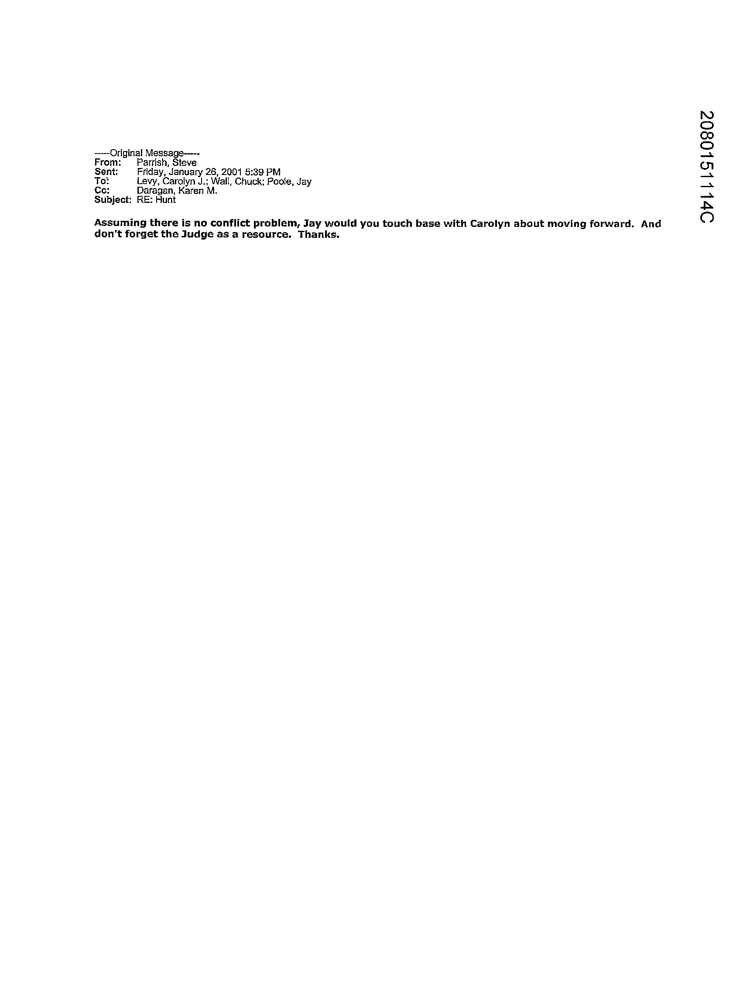 -----Original Message-----
From: Parrish, Steve
Sent: Friday, January 26, 2001 5:39 PM
To: Levy, Carolyn J.; Wall, Chuck; Poole, Jay
Cc: Daragan, Karen M.
Subject: RE: Hunt
Assuming there is no conflict problem, Jay would you touch base with Carolyn about moving forward. And
don't forget the Judge as a resource. Thanks.
2080151114C